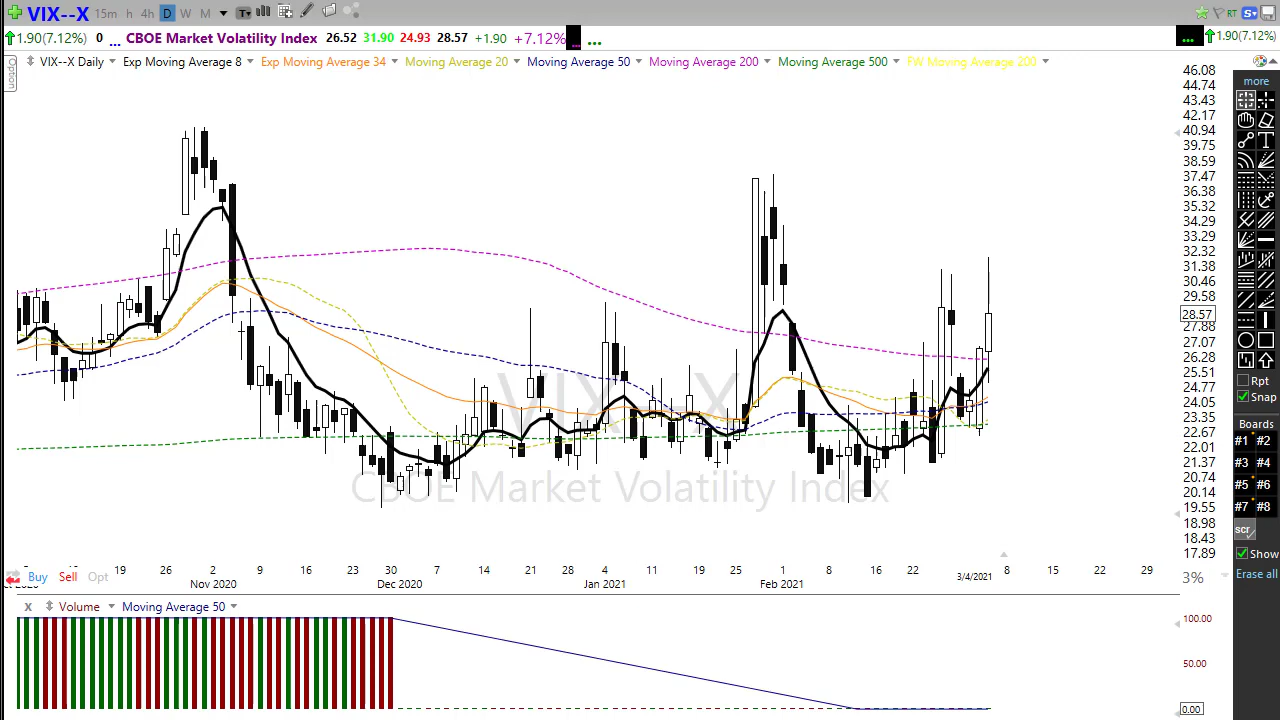 VIX--X 15m h 4h D W M T
RT S
1.90(7.12%) 0 ... CBOE Market Volatility Index 26.52 31.90 24.93 28.57 +1.90 +7.12% ... ...
... 1.90(7.12%)
Option
VIX--X Daily Exp Moving Average 8 Exp Moving Average 34 Moving Average 20 Moving Average 50 Moving Average 200 Moving Average 500 FW Moving Average 200
46.08
44.74
43.43
42.17
40.94
39.75
38.59
37.47
36.38
35.32
34.29
33.29
32.32
31.38
30.46
29.58
28.57
27.88
27.07
26.28
25.51
24.77
24.05
23.35
22.67
22.01
21.37
20.74
20.14
19.55
18.98
18.43
17.89
more
T
Rpt
Snap
Boards
#1 #2
#3 #4
#5 #6
#7 #8
scr
Show
Erase all
VIX--X
CBOE Market Volatility Index
19 26 2 9 16 23 30 7 14 21 28 4 11 19 25 1 8 16 22 8 15 22 29
Nov 2020 Dec 2020 Jan 2021 Feb 2021 3/4/2021
Buy Sell Opt
3%
X Volume Moving Average 50
100.00
50.00
0.00